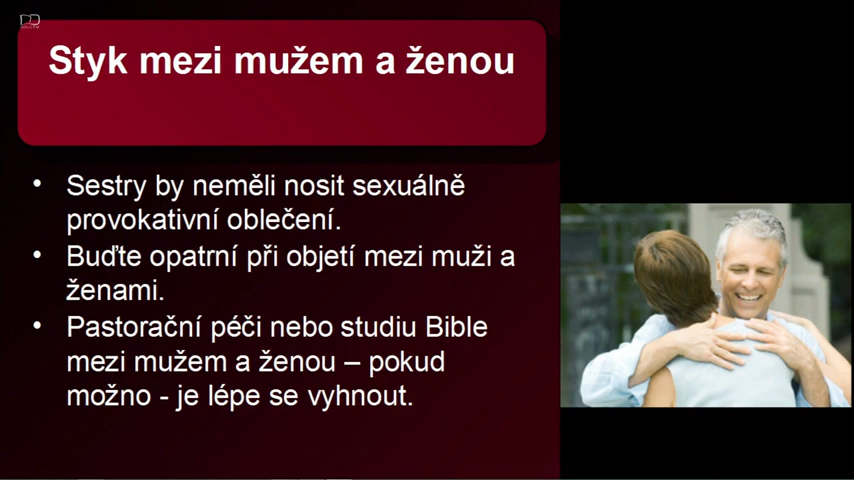 Styk mezi mužem a ženou
• Sestry by neměli nosit sexuálně
provokativní oblečení.
• Buďte opatrní při objetí mezi muži a
ženami.
• Pastorační péči nebo studiu Bible
mezi mužem a ženou – pokud
možno - je lépe se vyhnout.